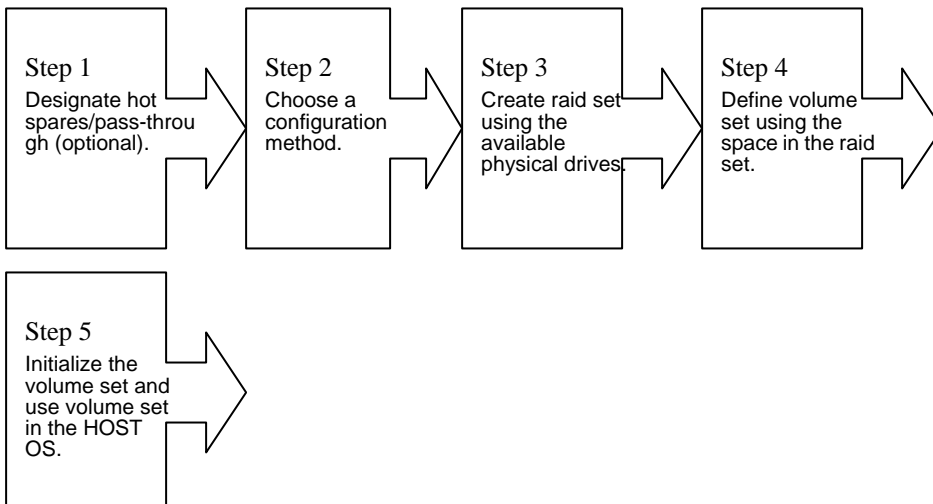 Step 1
Designate hot
spares/pass-throu
gh (optional).
Step 2
Choose a
configuration
method.
Step 3
Create raid set
using the
available
physical drives.
Step 4
Define volume
set using the
space in the raid
set.
Step 5
Initialize the
volume set and
use volume set
in the HOST
OS.